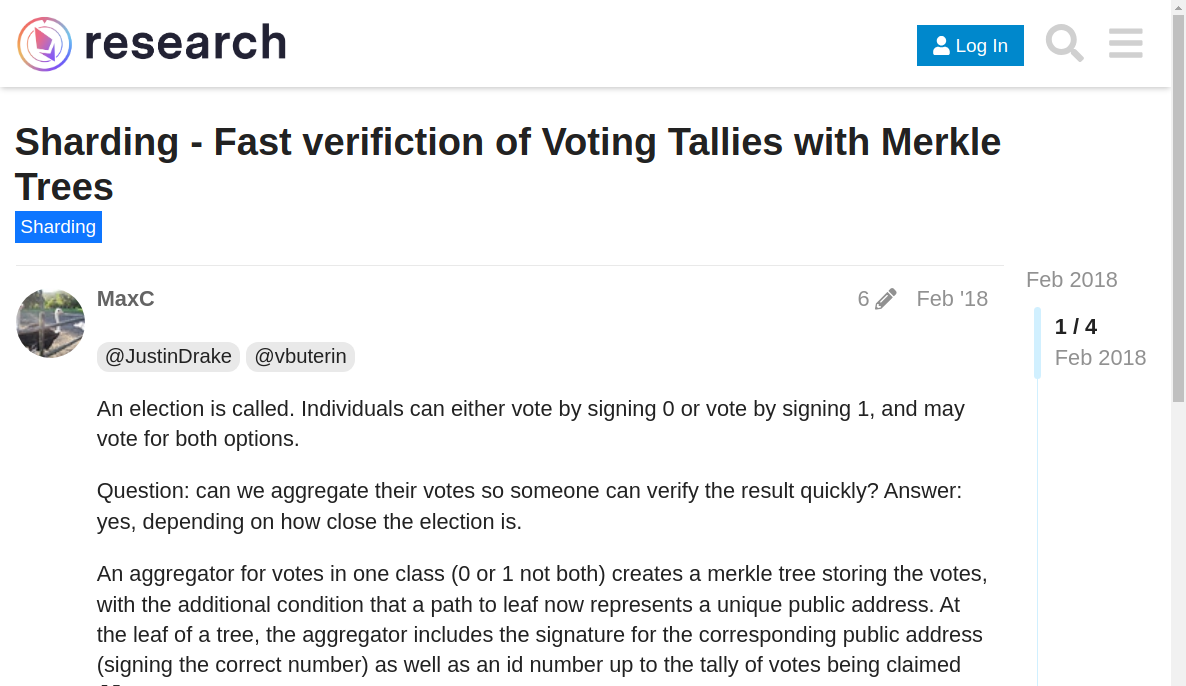 research
Log In
Sharding - Fast verifiction of Voting Tallies with Merkle
Trees
Sharding
MaxC
6
Feb '18
Feb 2018
1 / 4
Feb 2018
@JustinDrake @vbuterin
An election is called. Individuals can either vote by signing 0 or vote by signing 1, and may
vote for both options.
Question: can we aggregate their votes so someone can verify the result quickly? Answer:
yes, depending on how close the election is.
An aggregator for votes in one class (0 or 1 not both) creates a merkle tree storing the votes,
with the additional condition that a path to leaf now represents a unique public address. At
the leaf of a tree, the aggregator includes the signature for the corresponding public address
(signing the correct number) as well as an id number up to the tally of votes being claimed